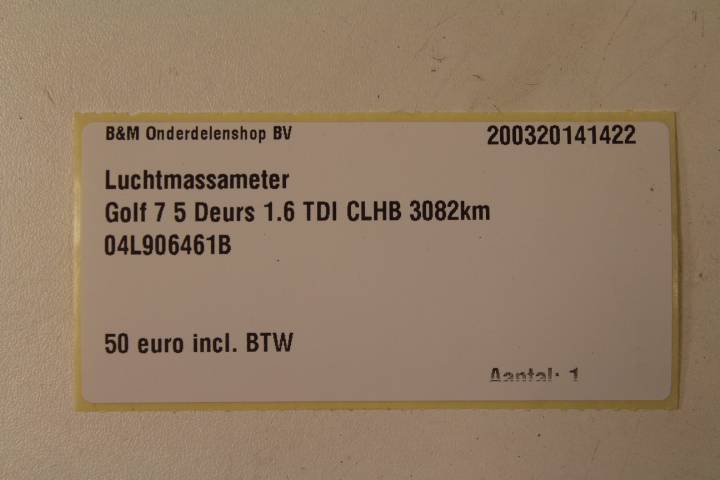 B&M Onderdelenshop BV 200320141422
Luchtmassameter
Golf 7 5 Deurs 1.6 TDI CLHB 3082km
04L906461B
50 euro incl. BTW
Aantal: 1